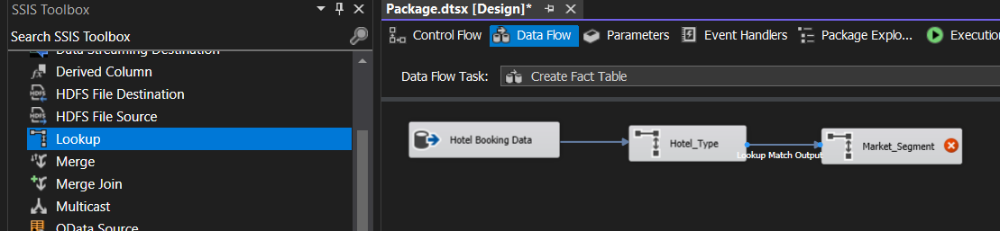 SSIS Toolbox
Search SSIS Toolbox
Data Streaming Destination
Derived Column
HDFS File Destination
HDFS File Source
Lookup
Merge
Merge Join
Multicast
OData Source
Package.dtsx [Design]*
Control Flow
Data Flow
Parameters
Event Handlers
Package Explo...
Execution
Data Flow Task:
Create Fact Table
Hotel Booking Data
Hotel_Type
Lookup Match Output
Market_Segment